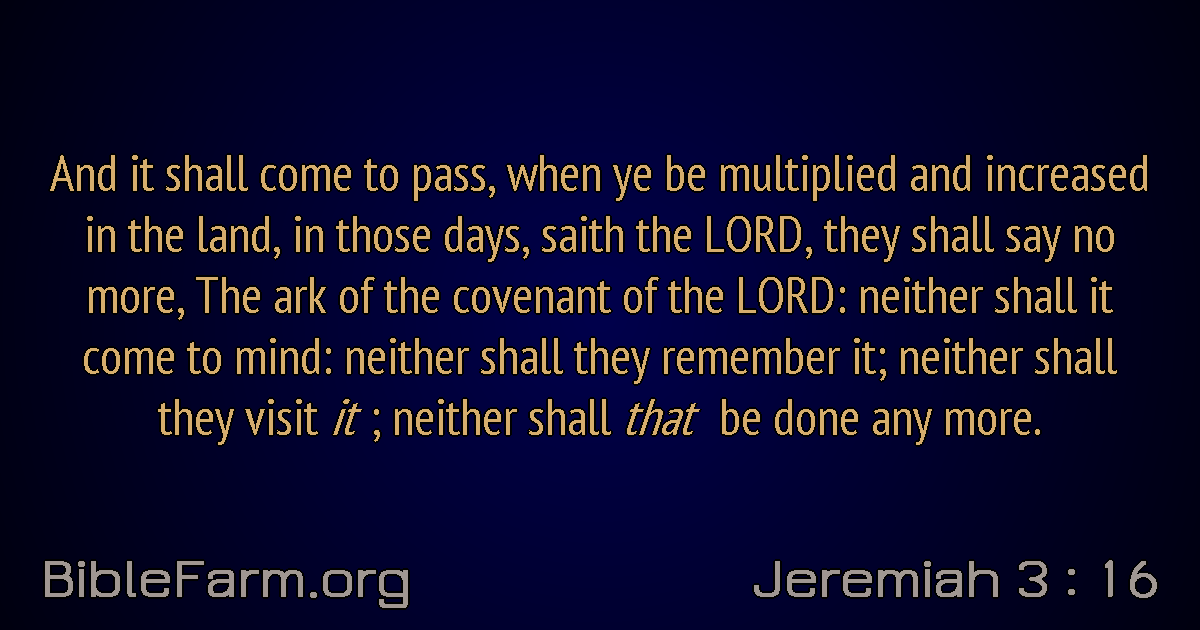 And it shall come to pass, when ye be multiplied and increased
in the land, in those days, saith the LORD, they shall say no
more, The ark of the covenant of the LORD: neither shall it
come to mind: neither shall they remember it; neither shall
they visit it ; neither shall that be done any more.
BibleFarm.org
Jeremiah 3 : 16